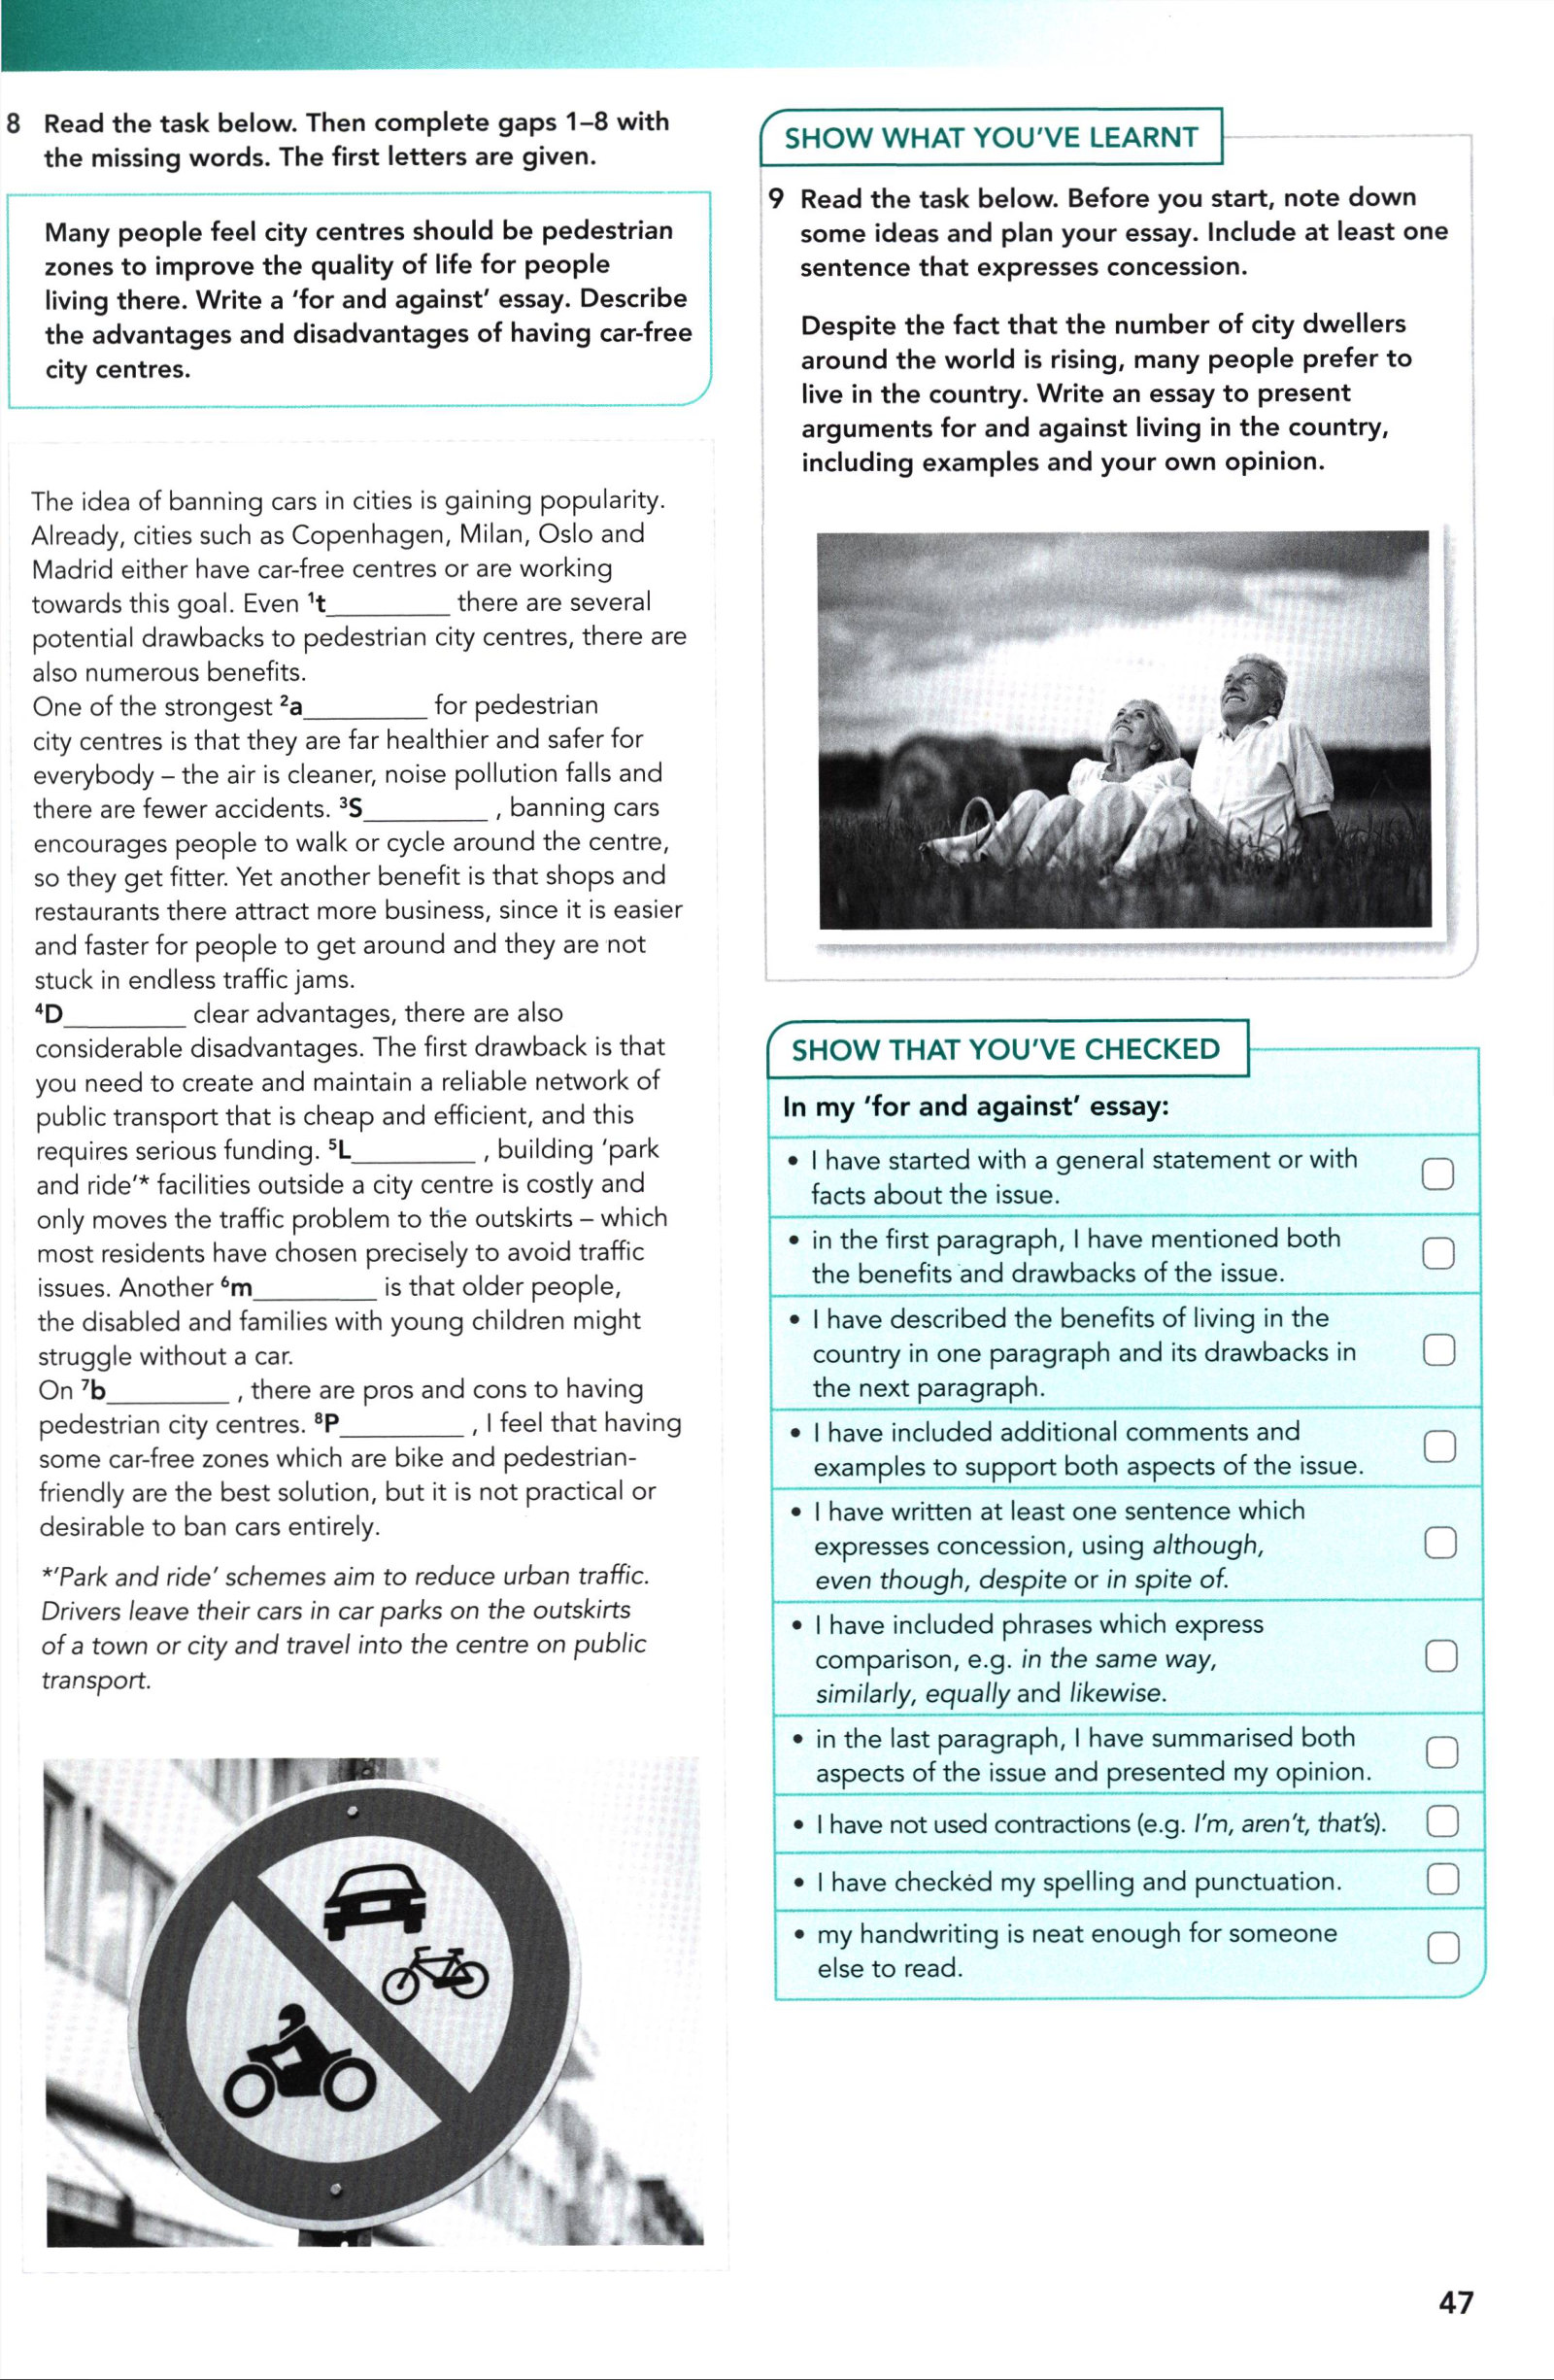 8 Read the task below. Then complete gaps 1–8 with
the missing words. The first letters are given.
Many people feel city centres should be pedestrian
zones to improve the quality of life for people
living there. Write a ‘for and against’ essay. Describe
the advantages and disadvantages of having car-free
city centres.
The idea of banning cars in cities is gaining popularity.
Already, cities such as Copenhagen, Milan, Oslo and
Madrid either have car-free centres or are working
towards this goal. Even ¹t__________ there are several
potential drawbacks to pedestrian city centres, there are
also numerous benefits.
One of the strongest ²a__________ for pedestrian
city centres is that they are far healthier and safer for
everybody – the air is cleaner, noise pollution falls and
there are fewer accidents. ³S__________ , banning cars
encourages people to walk or cycle around the centre,
so they get fitter. Yet another benefit is that shops and
restaurants there attract more business, since it is easier
and faster for people to get around and they are not
stuck in endless traffic jams.
⁴D__________ clear advantages, there are also
considerable disadvantages. The first drawback is that
you need to create and maintain a reliable network of
public transport that is cheap and efficient, and this
requires serious funding. ⁵L__________ , building ‘park
and ride’* facilities outside a city centre is costly and
only moves the traffic problem to the outskirts – which
most residents have chosen precisely to avoid traffic
issues. Another ⁶m__________ is that older people,
the disabled and families with young children might
struggle without a car.
On ⁷b__________ , there are pros and cons to having
pedestrian city centres. ⁸P__________ , I feel that having
some car-free zones which are bike and pedestrian-
friendly are the best solution, but it is not practical or
desirable to ban cars entirely.
*‘Park and ride’ schemes aim to reduce urban traffic.
Drivers leave their cars in car parks on the outskirts
of a town or city and travel into the centre on public
transport.
SHOW WHAT YOU’VE LEARNT
9 Read the task below. Before you start, note down
some ideas and plan your essay. Include at least one
sentence that expresses concession.
Despite the fact that the number of city dwellers
around the world is rising, many people prefer to
live in the country. Write an essay to present
arguments for and against living in the country,
including examples and your own opinion.
SHOW THAT YOU’VE CHECKED
In my ‘for and against’ essay:
• I have started with a general statement or with
facts about the issue.
• in the first paragraph, I have mentioned both
the benefits and drawbacks of the issue.
• I have described the benefits of living in the
country in one paragraph and its drawbacks in
the next paragraph.
• I have included additional comments and
examples to support both aspects of the issue.
• I have written at least one sentence which
expresses concession, using although,
even though, despite or in spite of.
• I have included phrases which express
comparison, e.g. in the same way,
similarly, equally and likewise.
• in the last paragraph, I have summarised both
aspects of the issue and presented my opinion.
• I have not used contractions (e.g. I’m, aren’t, that’s).
• I have checked my spelling and punctuation.
• my handwriting is neat enough for someone
else to read.
47